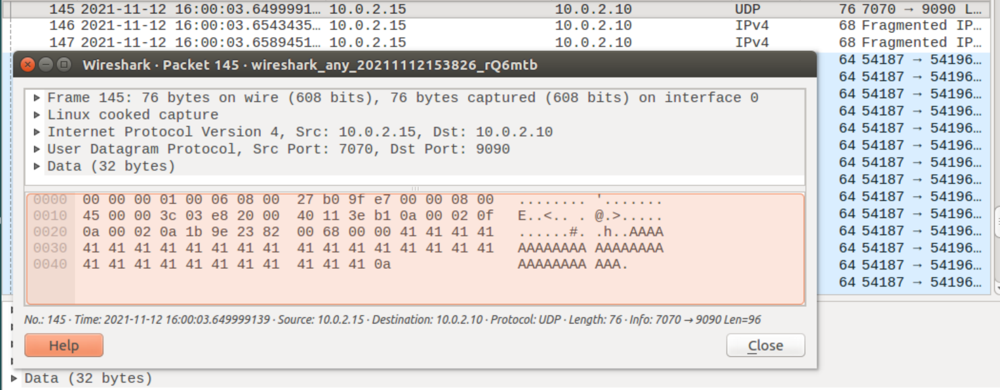 145 2021-11-12 16:00:03.6499991… 10.0.2.15 10.0.2.10 UDP 76 7070 → 9090 L…
146 2021-11-12 16:00:03.6543435… 10.0.2.15 10.0.2.10 IPv4 68 Fragmented IP…
147 2021-11-12 16:00:03.6589451… 10.0.2.15 10.0.2.10 IPv4 68 Fragmented IP…
64 54187 → 54196…
Wireshark · Packet 145 · wireshark_any_20211112153826_rQ6mtb
64 54187 → 54196…
64 54187 → 54196…
Frame 145: 76 bytes on wire (608 bits), 76 bytes captured (608 bits) on interface 0
64 54187 → 54196…
Linux cooked capture
64 54187 → 54196…
Internet Protocol Version 4, Src: 10.0.2.15, Dst: 10.0.2.10
64 54187 → 54196…
User Datagram Protocol, Src Port: 7070, Dst Port: 9090
64 54187 → 54196…
Data (32 bytes)
64 54187 → 54196…
64 54187 → 54196…
0000 00 00 00 01 00 06 08 00 27 b0 9f e7 00 00 08 00 ........ '.......
64 54187 → 54196…
0010 45 00 00 3c 03 e8 20 00 40 11 3e b1 0a 00 02 0f E..<.. . @.>.....
64 54187 → 54196…
0020 0a 00 02 0a 1b 9e 23 82 00 68 00 00 41 41 41 41 ......#. .h..AAAA
64 54187 → 54196…
0030 41 41 41 41 41 41 41 41 41 41 41 41 41 41 41 41 AAAAAAAA AAAAAAAA
64 54187 → 54196…
0040 41 41 41 41 41 41 41 41 41 41 41 0a AAAAAAAA AAA.
64 54187 → 54196…
64 54187 → 54196…
No.: 145 · Time: 2021-11-12 16:00:03.649999139 · Source: 10.0.2.15 · Destination: 10.0.2.10 · Protocol: UDP · Length: 76 · Info: 7070 → 9090 Len=96
Help
Close
Data (32 bytes)